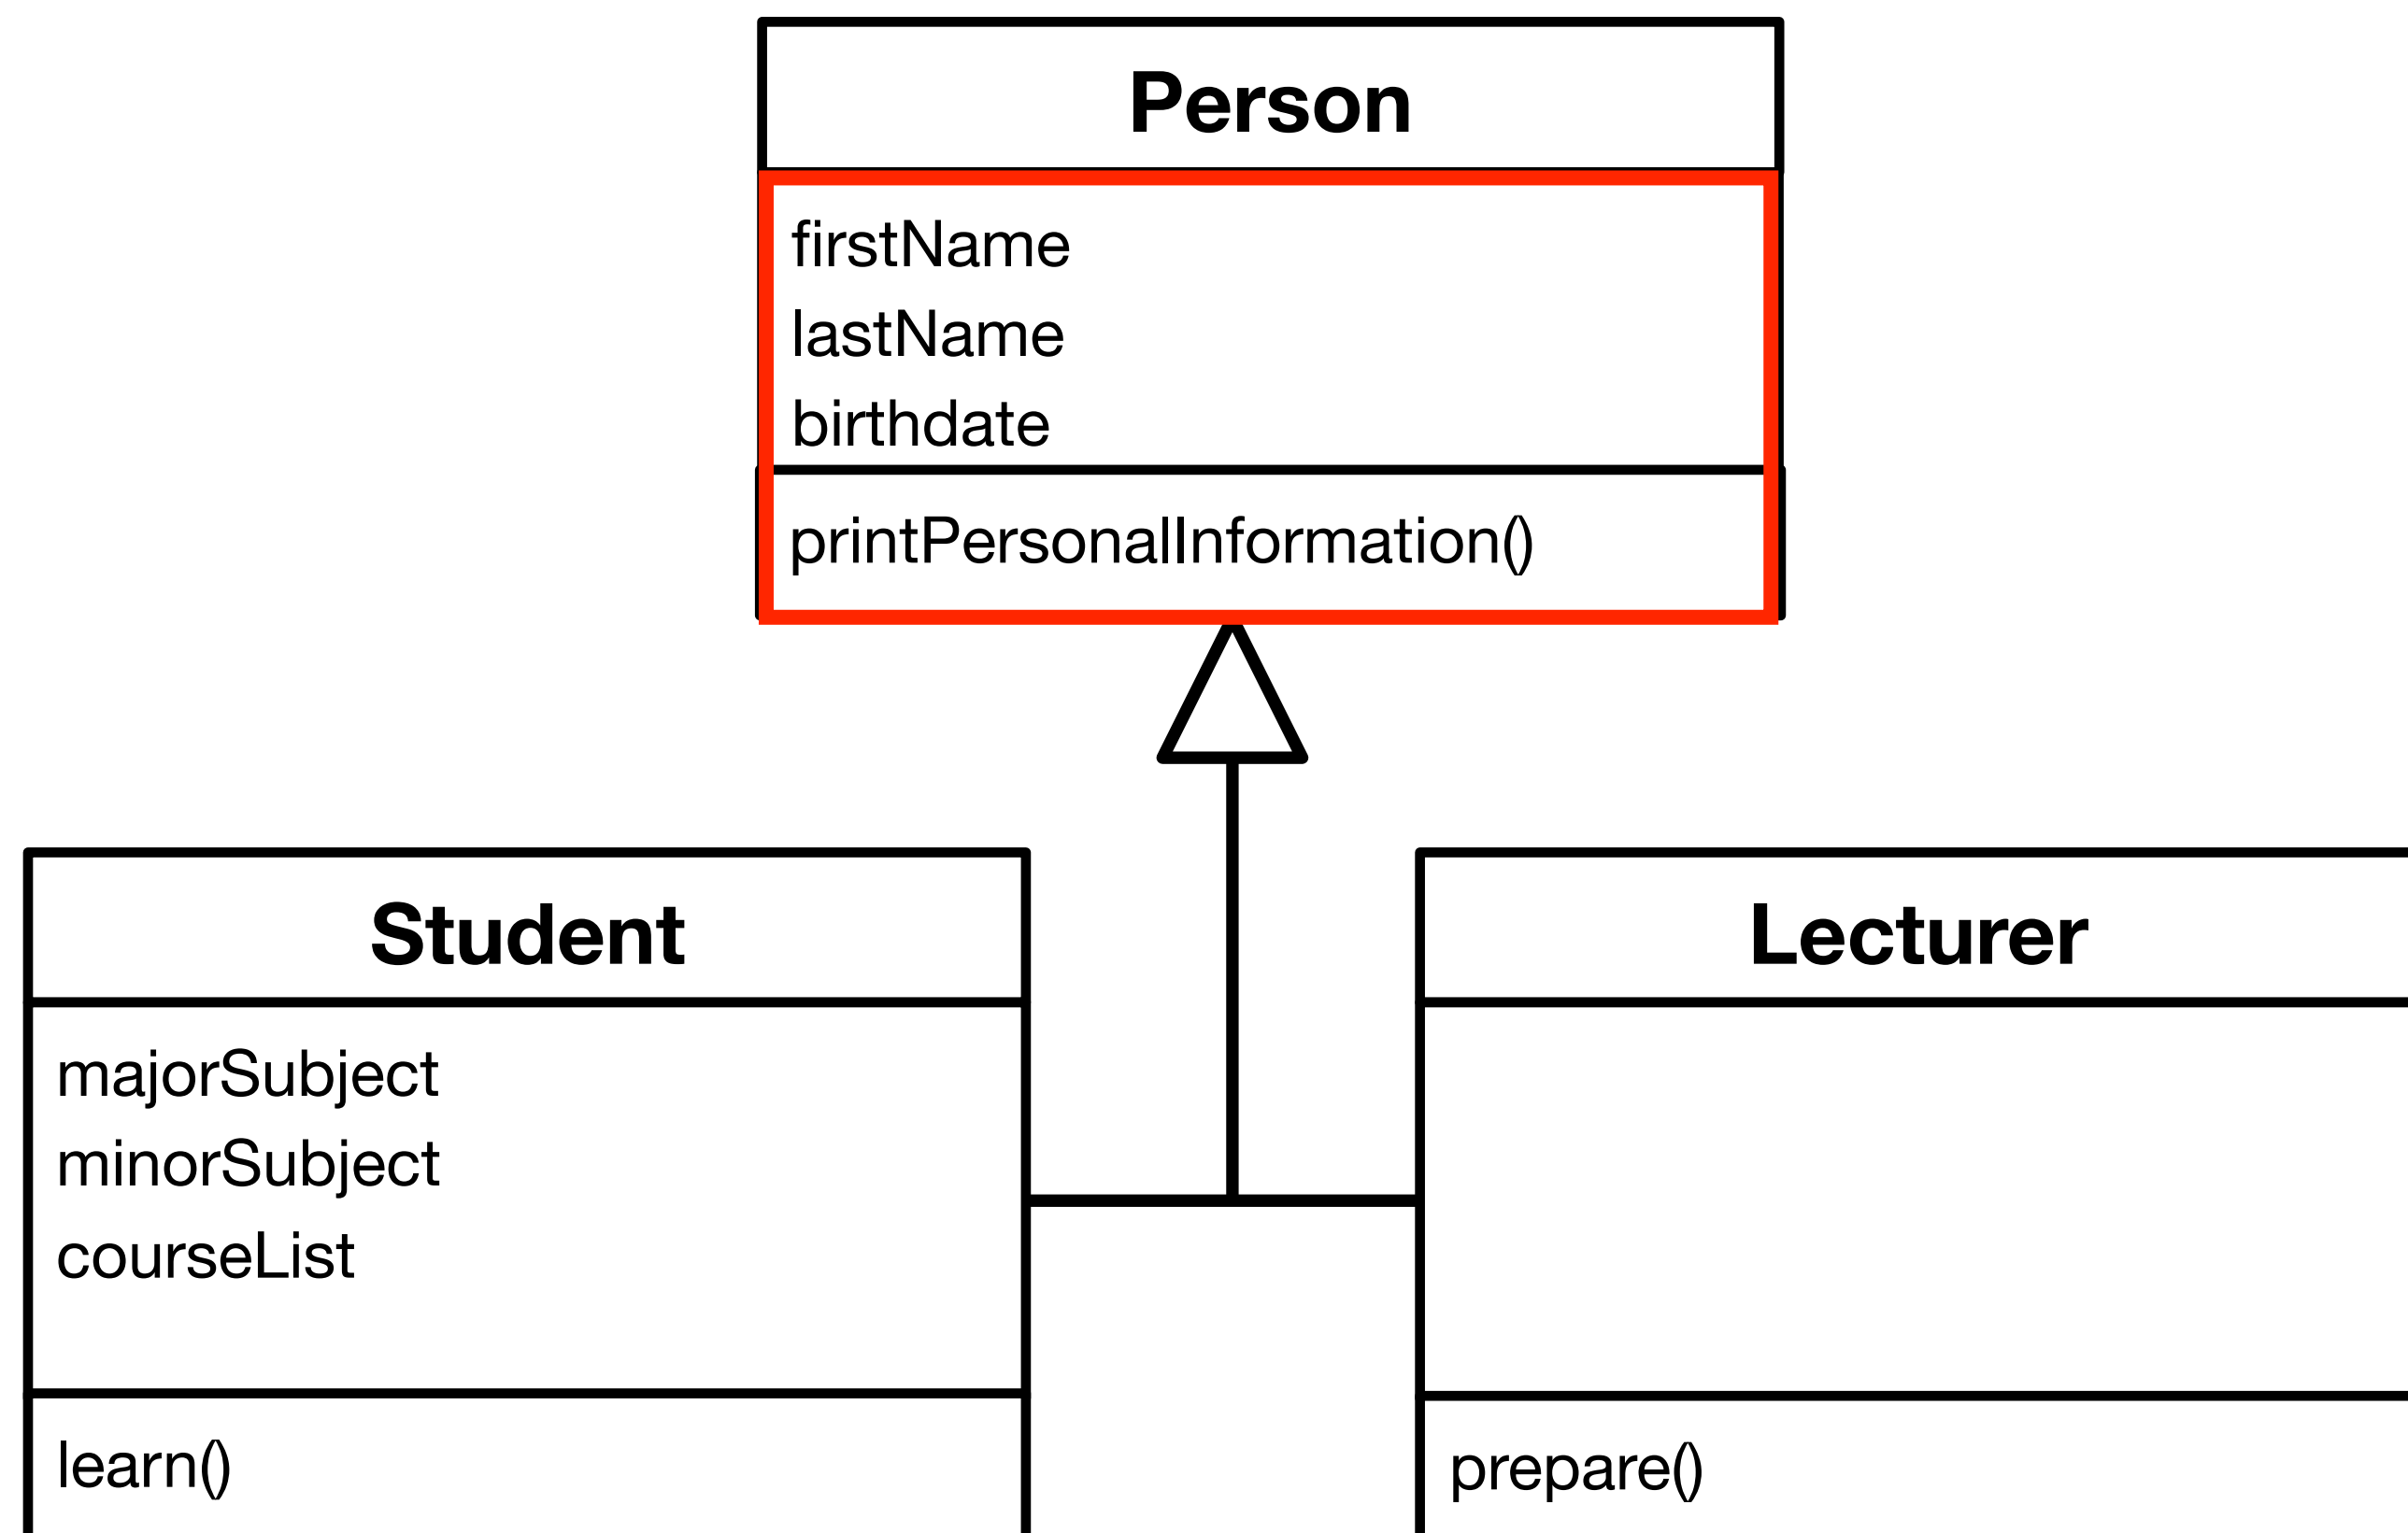 Person
firstName
lastName
birthdate
printPersonalInformation()
Student
majorSubject
minorSubject
courseList
learn()
Lecturer
prepare()